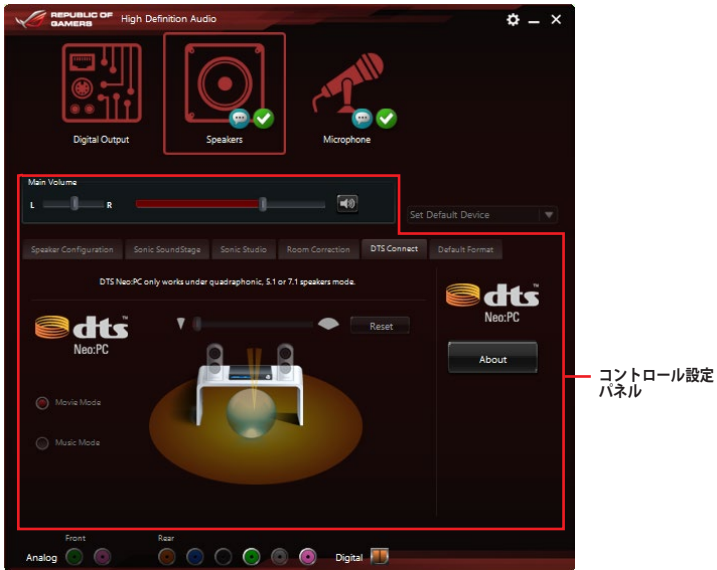 REPUBLIC OF
GAMERS
High Definition Audio
Digital Output
Speakers
Microphone
Main Volume
L
R
Set Default Device
Speaker Configuration
Sonic SoundStage
Sonic Studio
Room Correction
DTS Connect
Default Format
DTS Neo:PC only works under quadraphonic, 5.1 or 7.1 speakers mode.
dts™
Neo:PC
Reset
Movie Mode
Music Mode
dts™
Neo:PC
About
コントロール設定
パネル
Front
Rear
Analog
Digital